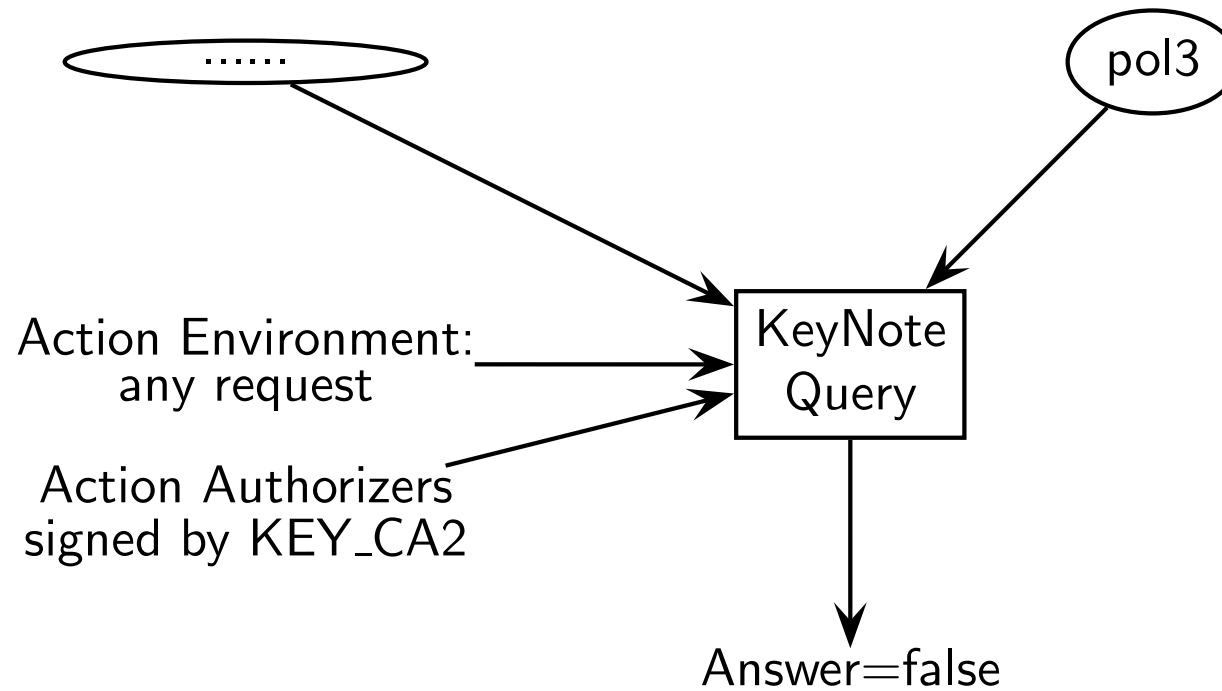 ......
pol3
Action Environment:
any request
KeyNote
Query
Action Authorizers
signed by KEY_CA2
Answer=false